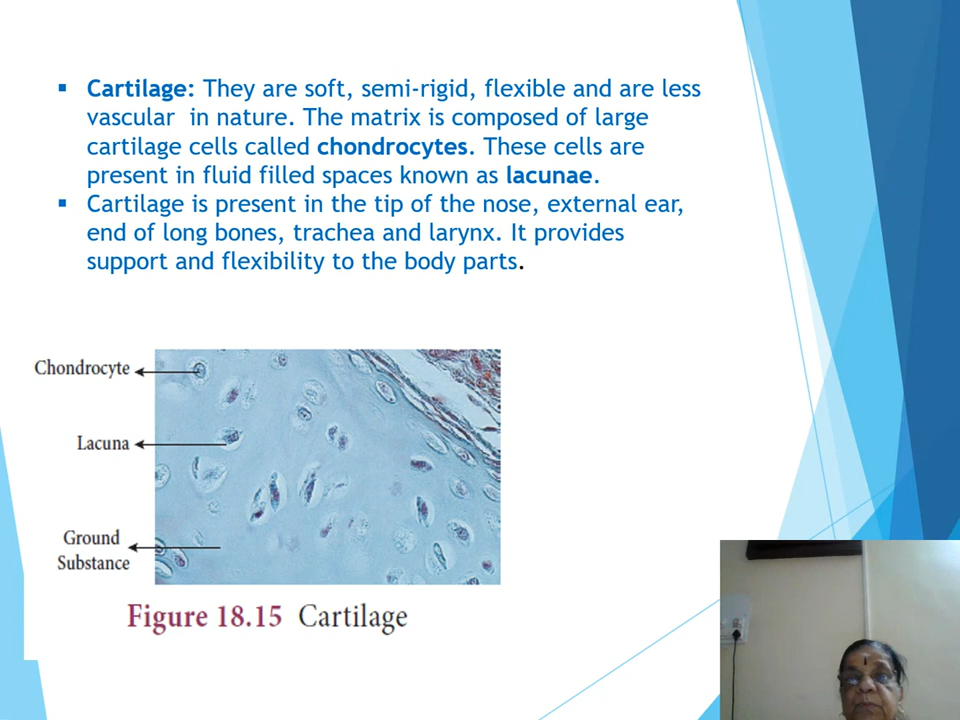 ▪ Cartilage: They are soft, semi-rigid, flexible and are less
vascular in nature. The matrix is composed of large
cartilage cells called chondrocytes. These cells are
present in fluid filled spaces known as lacunae.
▪ Cartilage is present in the tip of the nose, external ear,
end of long bones, trachea and larynx. It provides
support and flexibility to the body parts.
Chondrocyte
Lacuna
Ground
Substance
Figure 18.15 Cartilage